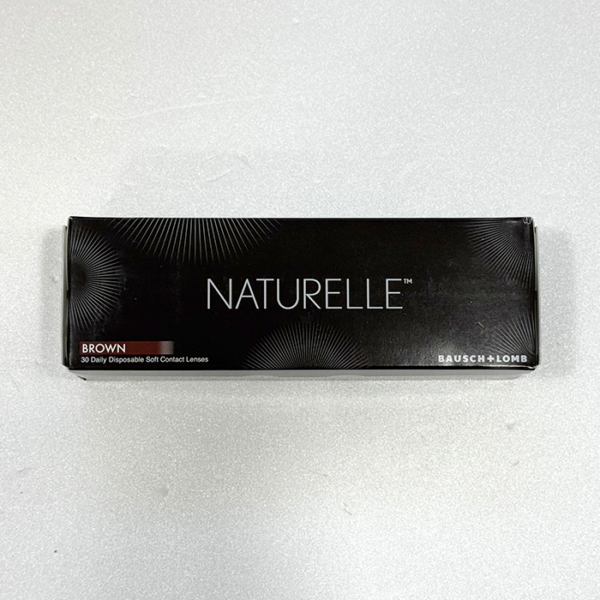 NATURELLE™
BROWN
30 Daily Disposable Soft Contact Lenses
BAUSCH+LOMB